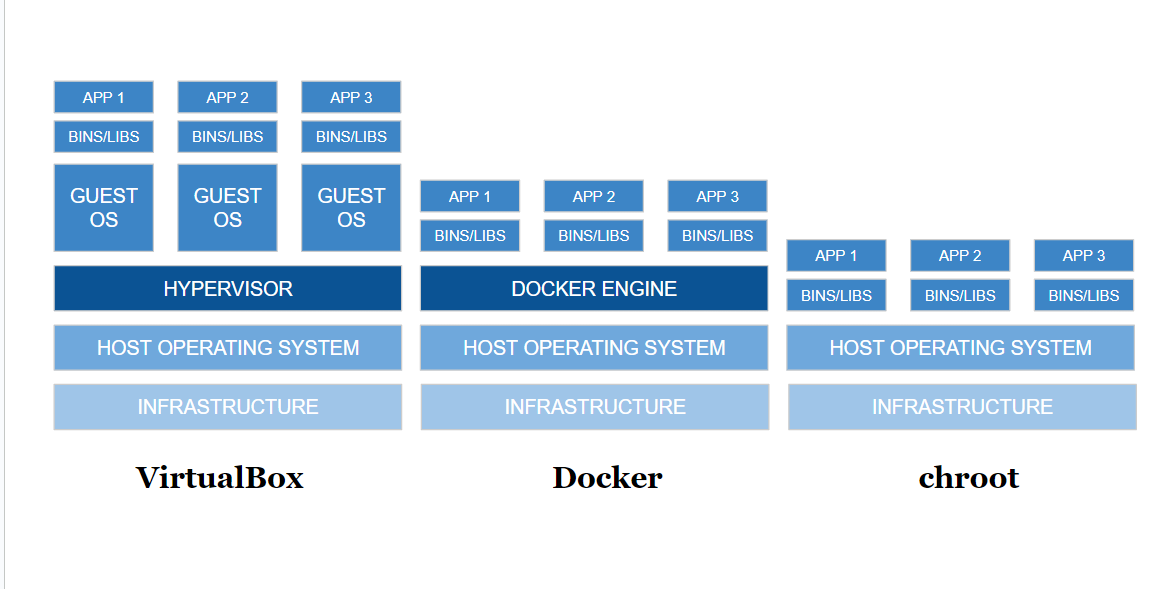 APP 1 APP 2 APP 3
BINS/LIBS BINS/LIBS BINS/LIBS
GUEST GUEST GUEST
OS OS OS
HYPERVISOR
HOST OPERATING SYSTEM
INFRASTRUCTURE
VirtualBox
APP 1 APP 2 APP 3
BINS/LIBS BINS/LIBS BINS/LIBS
DOCKER ENGINE
HOST OPERATING SYSTEM
INFRASTRUCTURE
Docker
APP 1 APP 2 APP 3
BINS/LIBS BINS/LIBS BINS/LIBS
HOST OPERATING SYSTEM
INFRASTRUCTURE
chroot